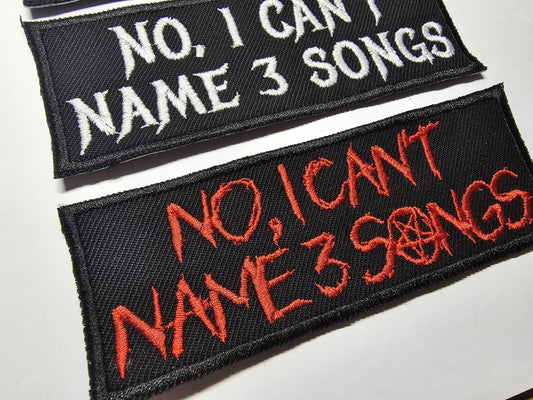 NO, I CAN'T
NAME 3 SONGS
NO, I CANT
NAME 3 SONGS